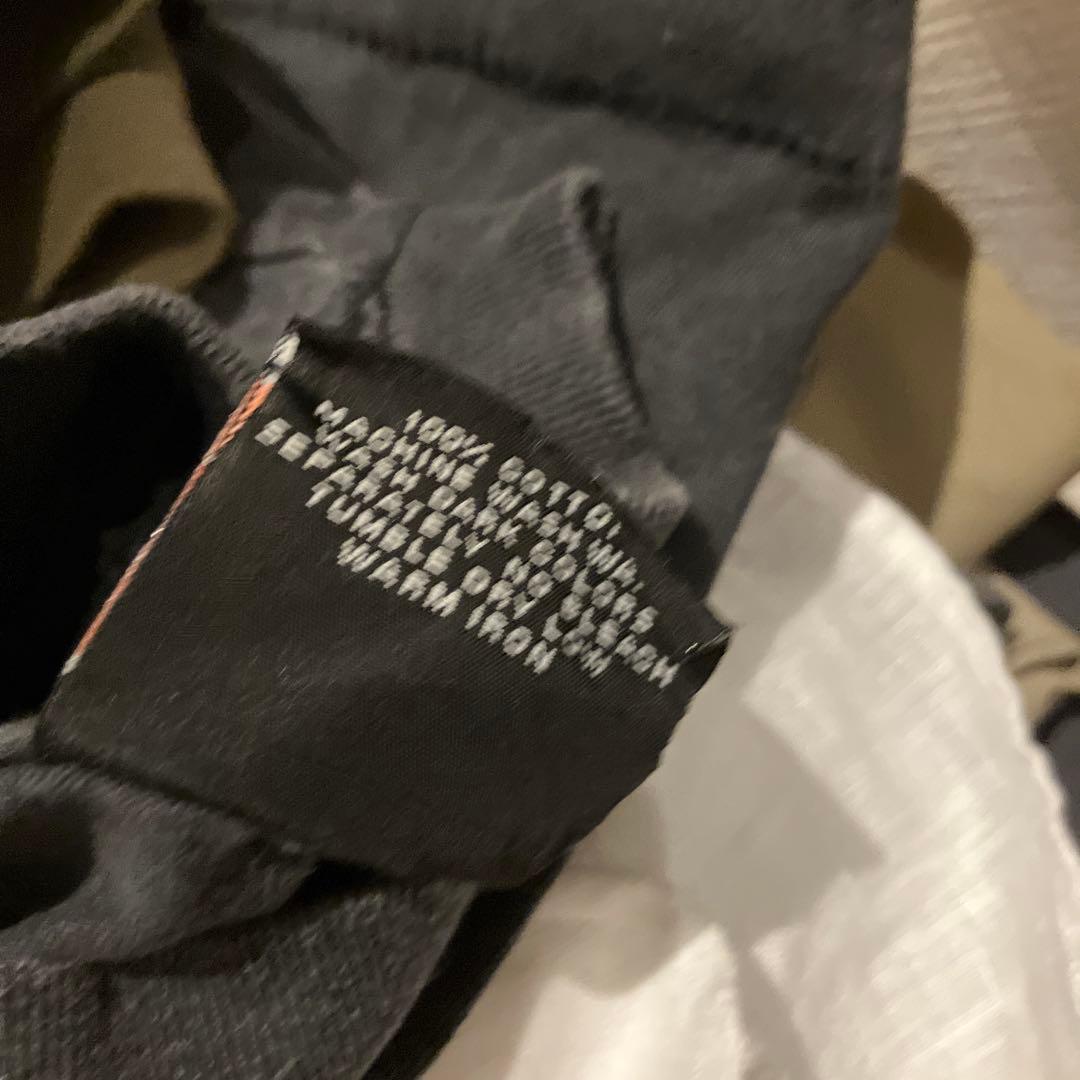 100% COTTON
MACHINE WASH WARM
WASH DARK COLORS
SEPARATELY NO BLEACH
TUMBLE DRY LOW
WARM IRON